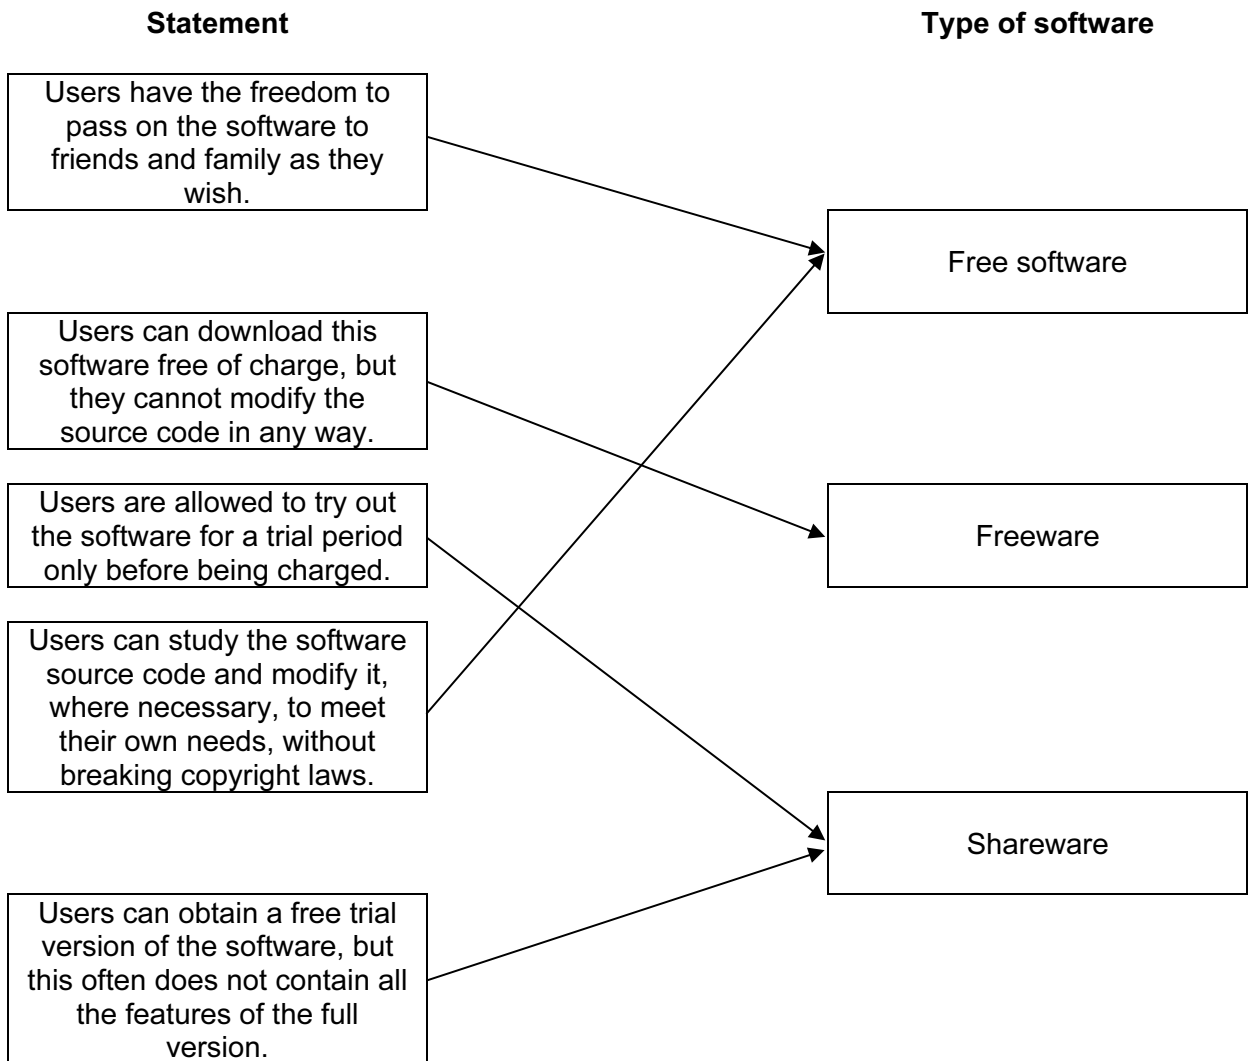 Statement
Type of software
Users have the freedom to
pass on the software to
friends and family as they
wish.
Free software
Users can download this
software free of charge, but
they cannot modify the
source code in any way.
Users are allowed to try out
the software for a trial period
only before being charged.
Freeware
Users can study the software
source code and modify it,
where necessary, to meet
their own needs, without
breaking copyright laws.
Shareware
Users can obtain a free trial
version of the software, but
this often does not contain all
the features of the full
version.